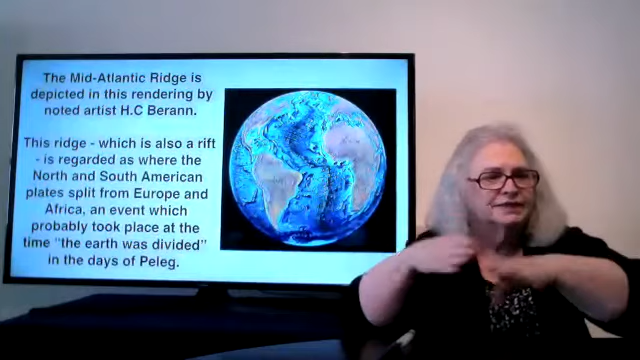 The Mid-Atlantic Ridge is
depicted in this rendering by
noted artist H.C Berann.
This ridge - which is also a rift
- is regarded as where the
North and South American
plates split from Europe and
Africa, an event which
probably took place at the
time "the earth was divided"
in the days of Peleg.